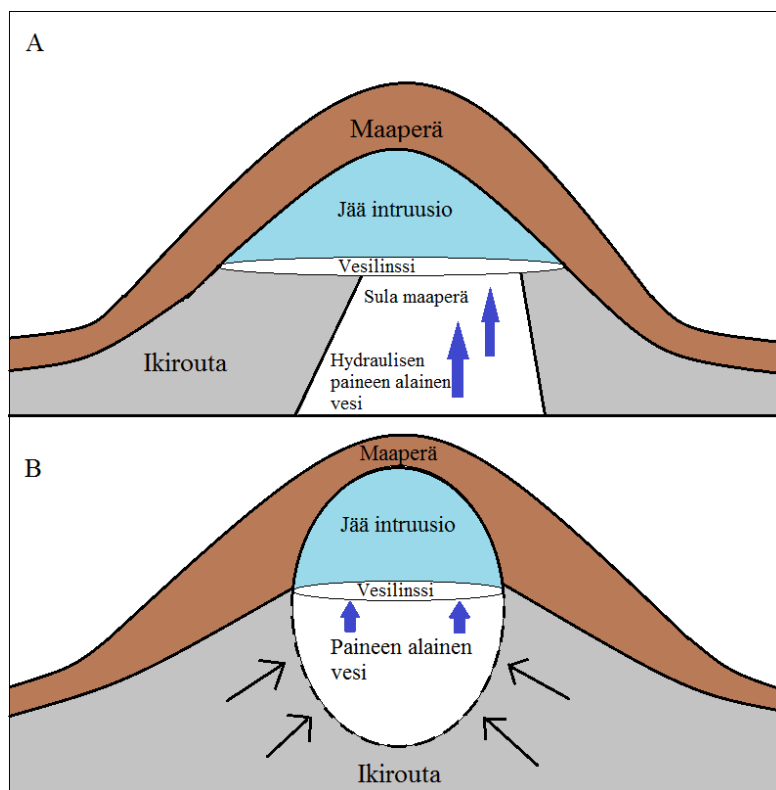 A
Maaperä
Jää intruusio
Vesilinssi
Sula maaperä
Ikirouta
Hydraulisen
paineen alainen
vesi
B
Maaperä
Jää intruusio
Vesilinssi
Paineen alainen
vesi
Ikirouta